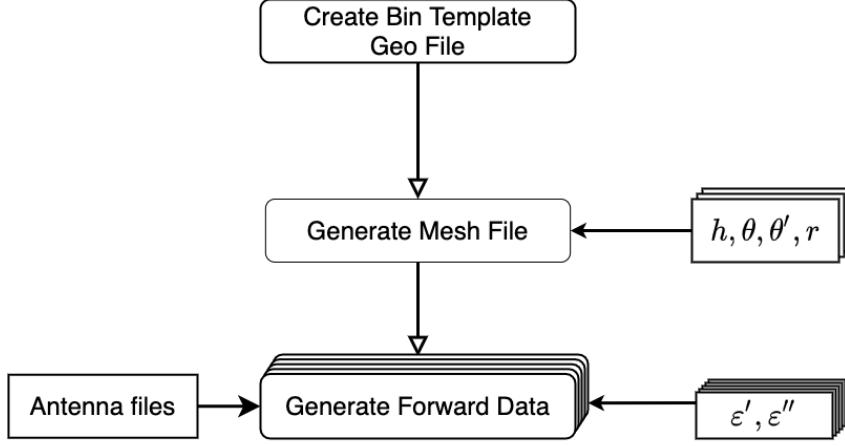 Create Bin Template
Geo File
Generate Mesh File
h, θ, θ′, r
Antenna files
Generate Forward Data
ε′, ε″